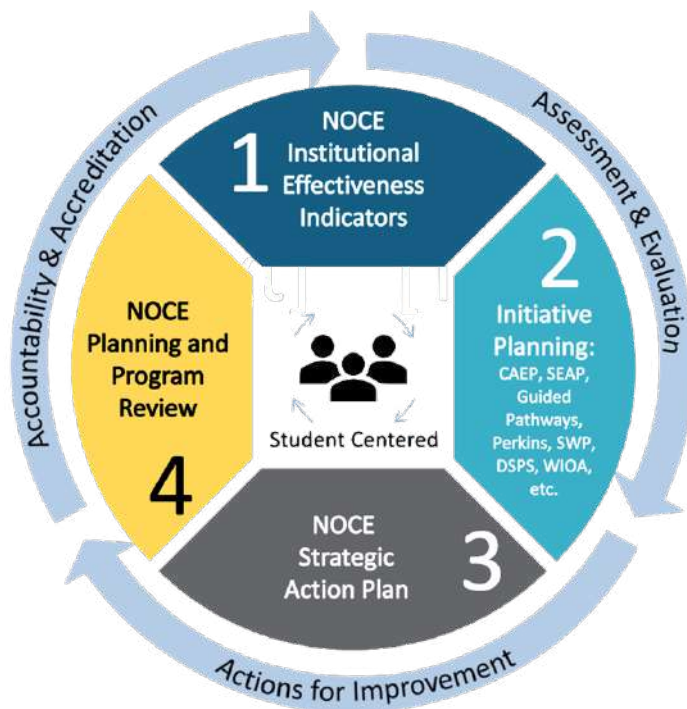 Accountability & Accreditation
Assessment & Evaluation
1
NOCE
Institutional
Effectiveness
Indicators
2
Initiative
Planning:
CAEP, SEAP,
Guided
Pathways,
Perkins, SWP,
DSPS, WIOA,
etc.
NOCE
Planning and
Program
Review
4
Student Centered
NOCE
Strategic
Action Plan
3
Actions for Improvement